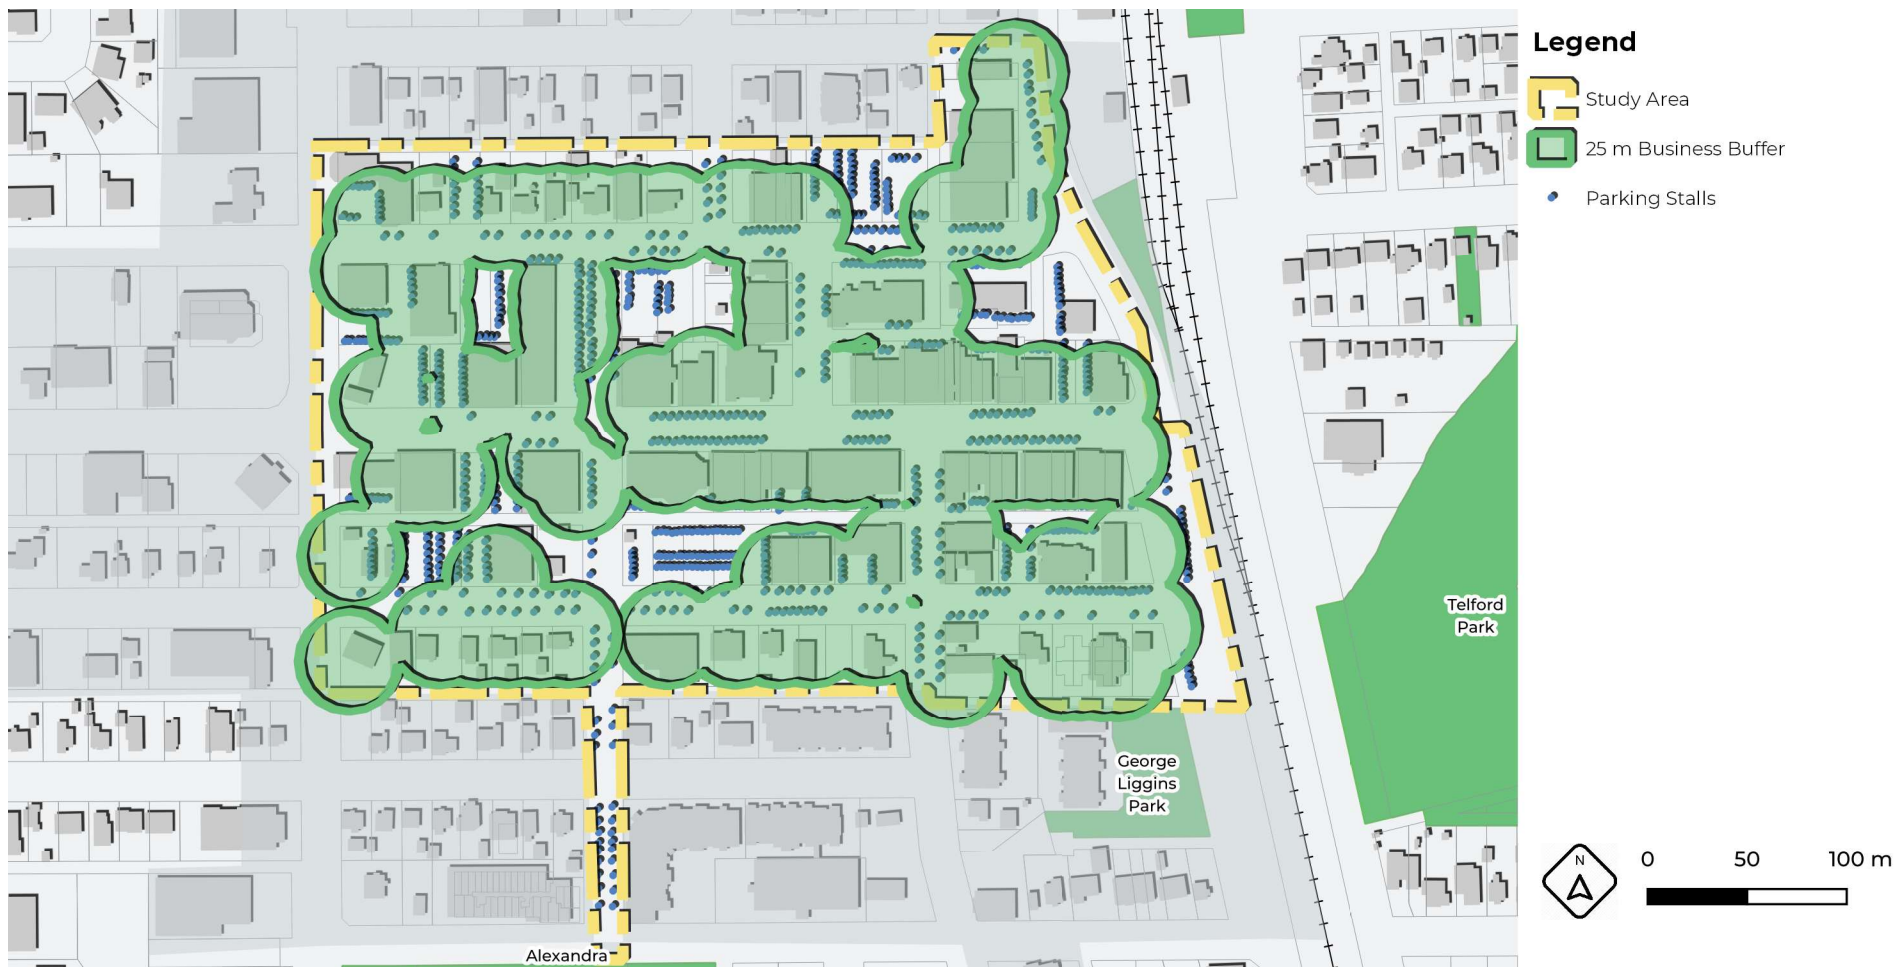 Legend
Study Area
25 m Business Buffer
Parking Stalls
Telford
Park
George
Liggins
Park
Alexandra
N
0 50 100 m